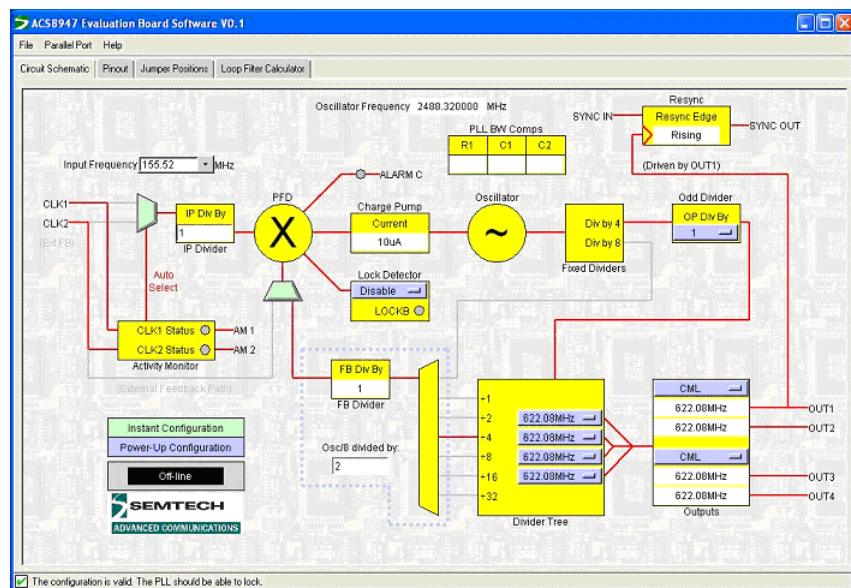 ACS8947 Evaluation Board Software V0.1
File Parallel Port Help
Circuit Schematic Pinout Jumper Positions Loop Filter Calculator
Oscillator Frequency 2488.320000 MHz
Resync
SYNC IN
Resync Edge
Rising
SYNC OUT
(Driven by OUT1)
PLL BW Comps
R1 C1 C2
Input Frequency 155.52 MHz
ALARM C
CLK1
CLK2
(Ext FB)
IP Div By
1
IP Divider
PFD
X
Charge Pump
Current
10uA
Oscillator
~
Div by 4
Div by 8
Fixed Dividers
Odd Divider
OP Div By
1
Auto
Select
Lock Detector
Disable
LOCKB
CLK1 Status
AM 1
CLK2 Status
AM 2
Activity Monitor
(External Feedback Path)
FB Div By
1
FB Divider
Osc/8 divided by:
2
÷1
÷2
÷4
÷8
÷16
÷32
622.08MHz
622.08MHz
622.08MHz
622.08MHz
Divider Tree
CML
622.08MHz
OUT1
622.08MHz
OUT2
CML
622.08MHz
OUT3
622.08MHz
OUT4
Outputs
Instant Configuration
Power-Up Configuration
Off-line
SEMTECH
ADVANCED COMMUNICATIONS
The configuration is valid. The PLL should be able to lock.